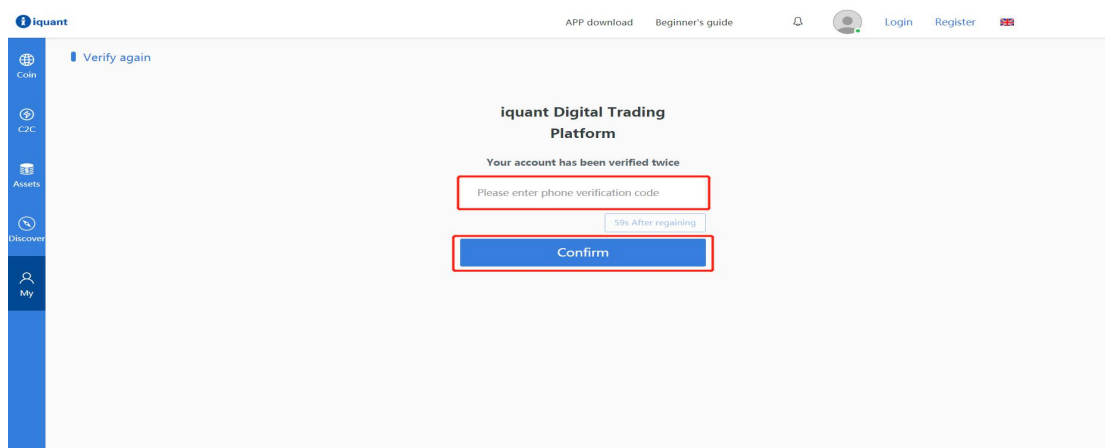 iquant
APP download
Beginner's guide
Login
Register
Coin
C2C
Assets
Discover
My
Verify again
iquant Digital Trading
Platform
Your account has been verified twice
Please enter phone verification code
59s After regaining
Confirm